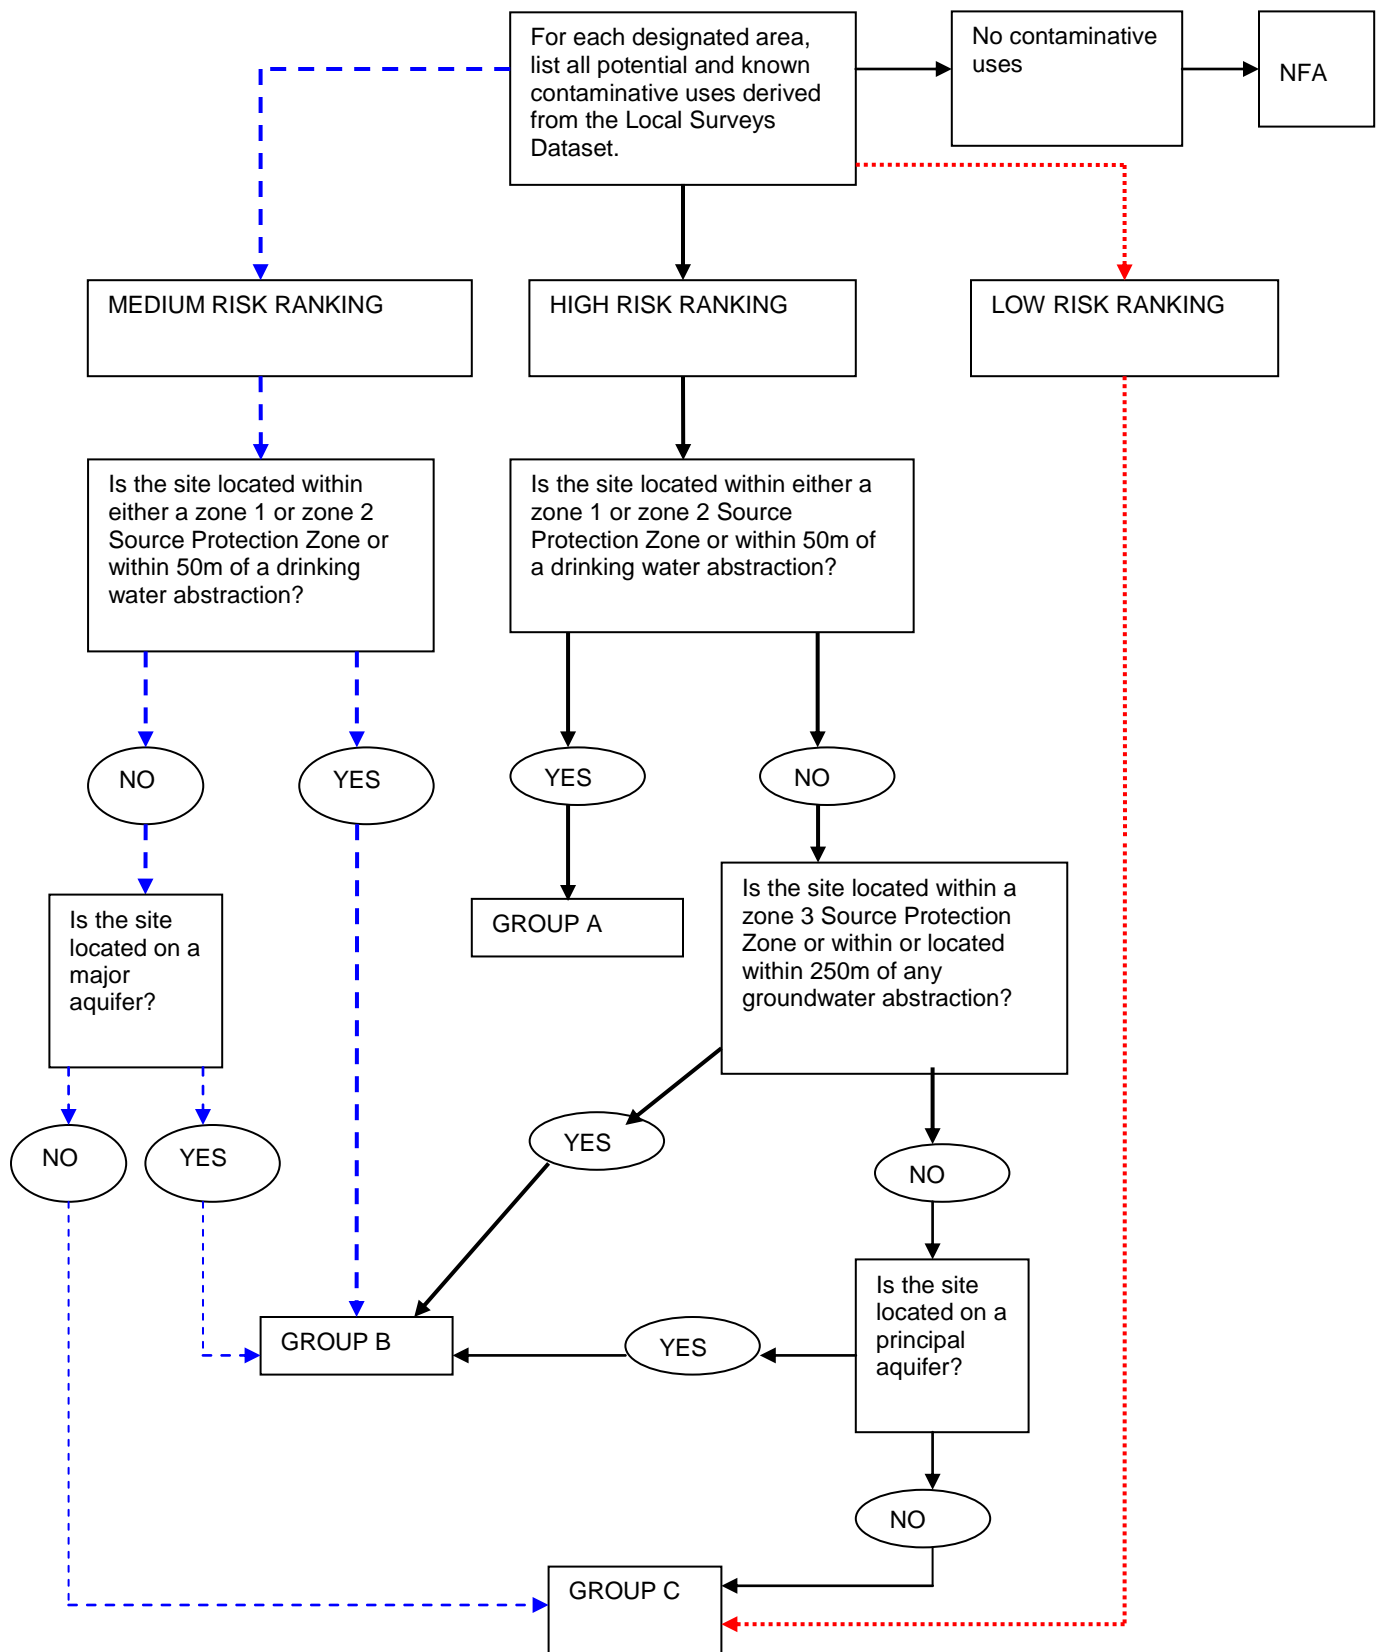 For each designated area,
list all potential and known
contaminative uses derived
from the Local Surveys
Dataset.
No contaminative
uses
NFA
MEDIUM RISK RANKING
HIGH RISK RANKING
LOW RISK RANKING
Is the site located within
either a zone 1 or zone 2
Source Protection Zone or
within 50m of a drinking
water abstraction?
Is the site located within either a
zone 1 or zone 2 Source
Protection Zone or within 50m of
a drinking water abstraction?
NO
YES
YES
NO
Is the site
located on a
major
aquifer?
GROUP A
Is the site located within a
zone 3 Source Protection
Zone or within or located
within 250m of any
groundwater abstraction?
NO
YES
YES
NO
Is the site
located on a
principal
aquifer?
GROUP B
YES
NO
GROUP C